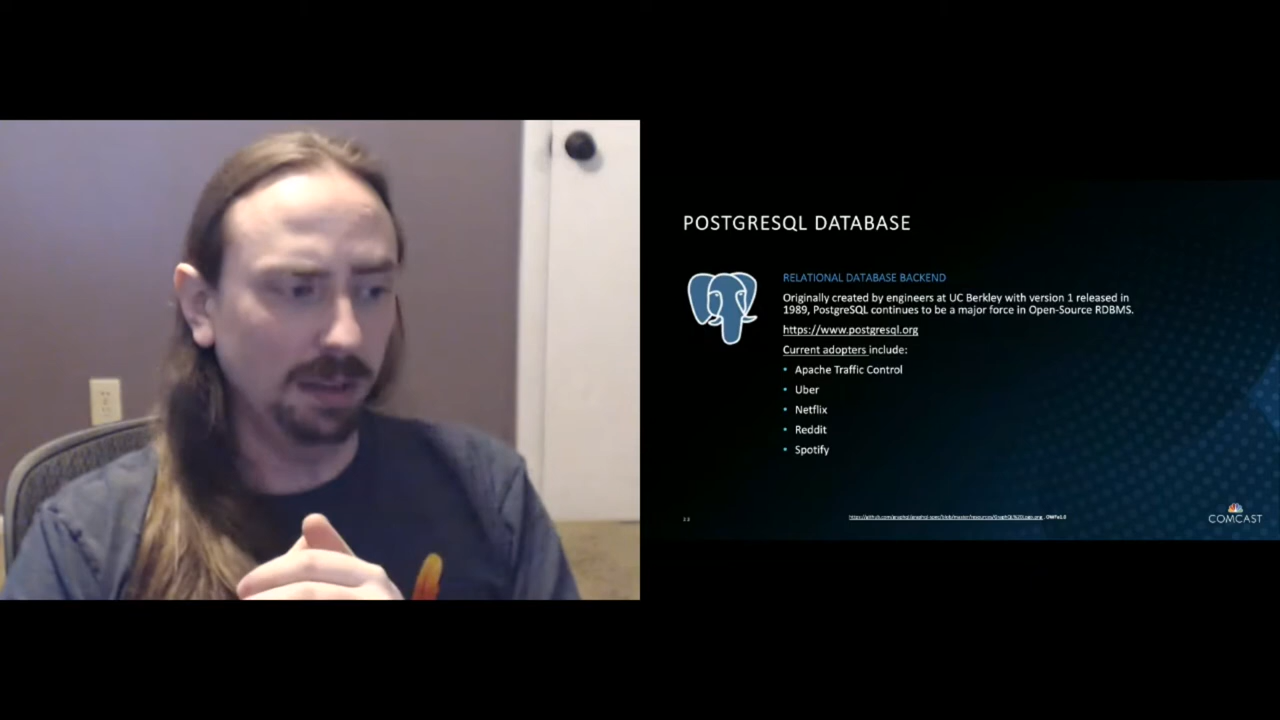 POSTGRESQL DATABASE
RELATIONAL DATABASE BACKEND
Originally created by engineers at UC Berkley with version 1 released in
1989, PostgreSQL continues to be a major force in Open-Source RDBMS.
https://www.postgresql.org
Current adopters include:
Apache Traffic Control
Uber
Netflix
Reddit
Spotify
COMCAST